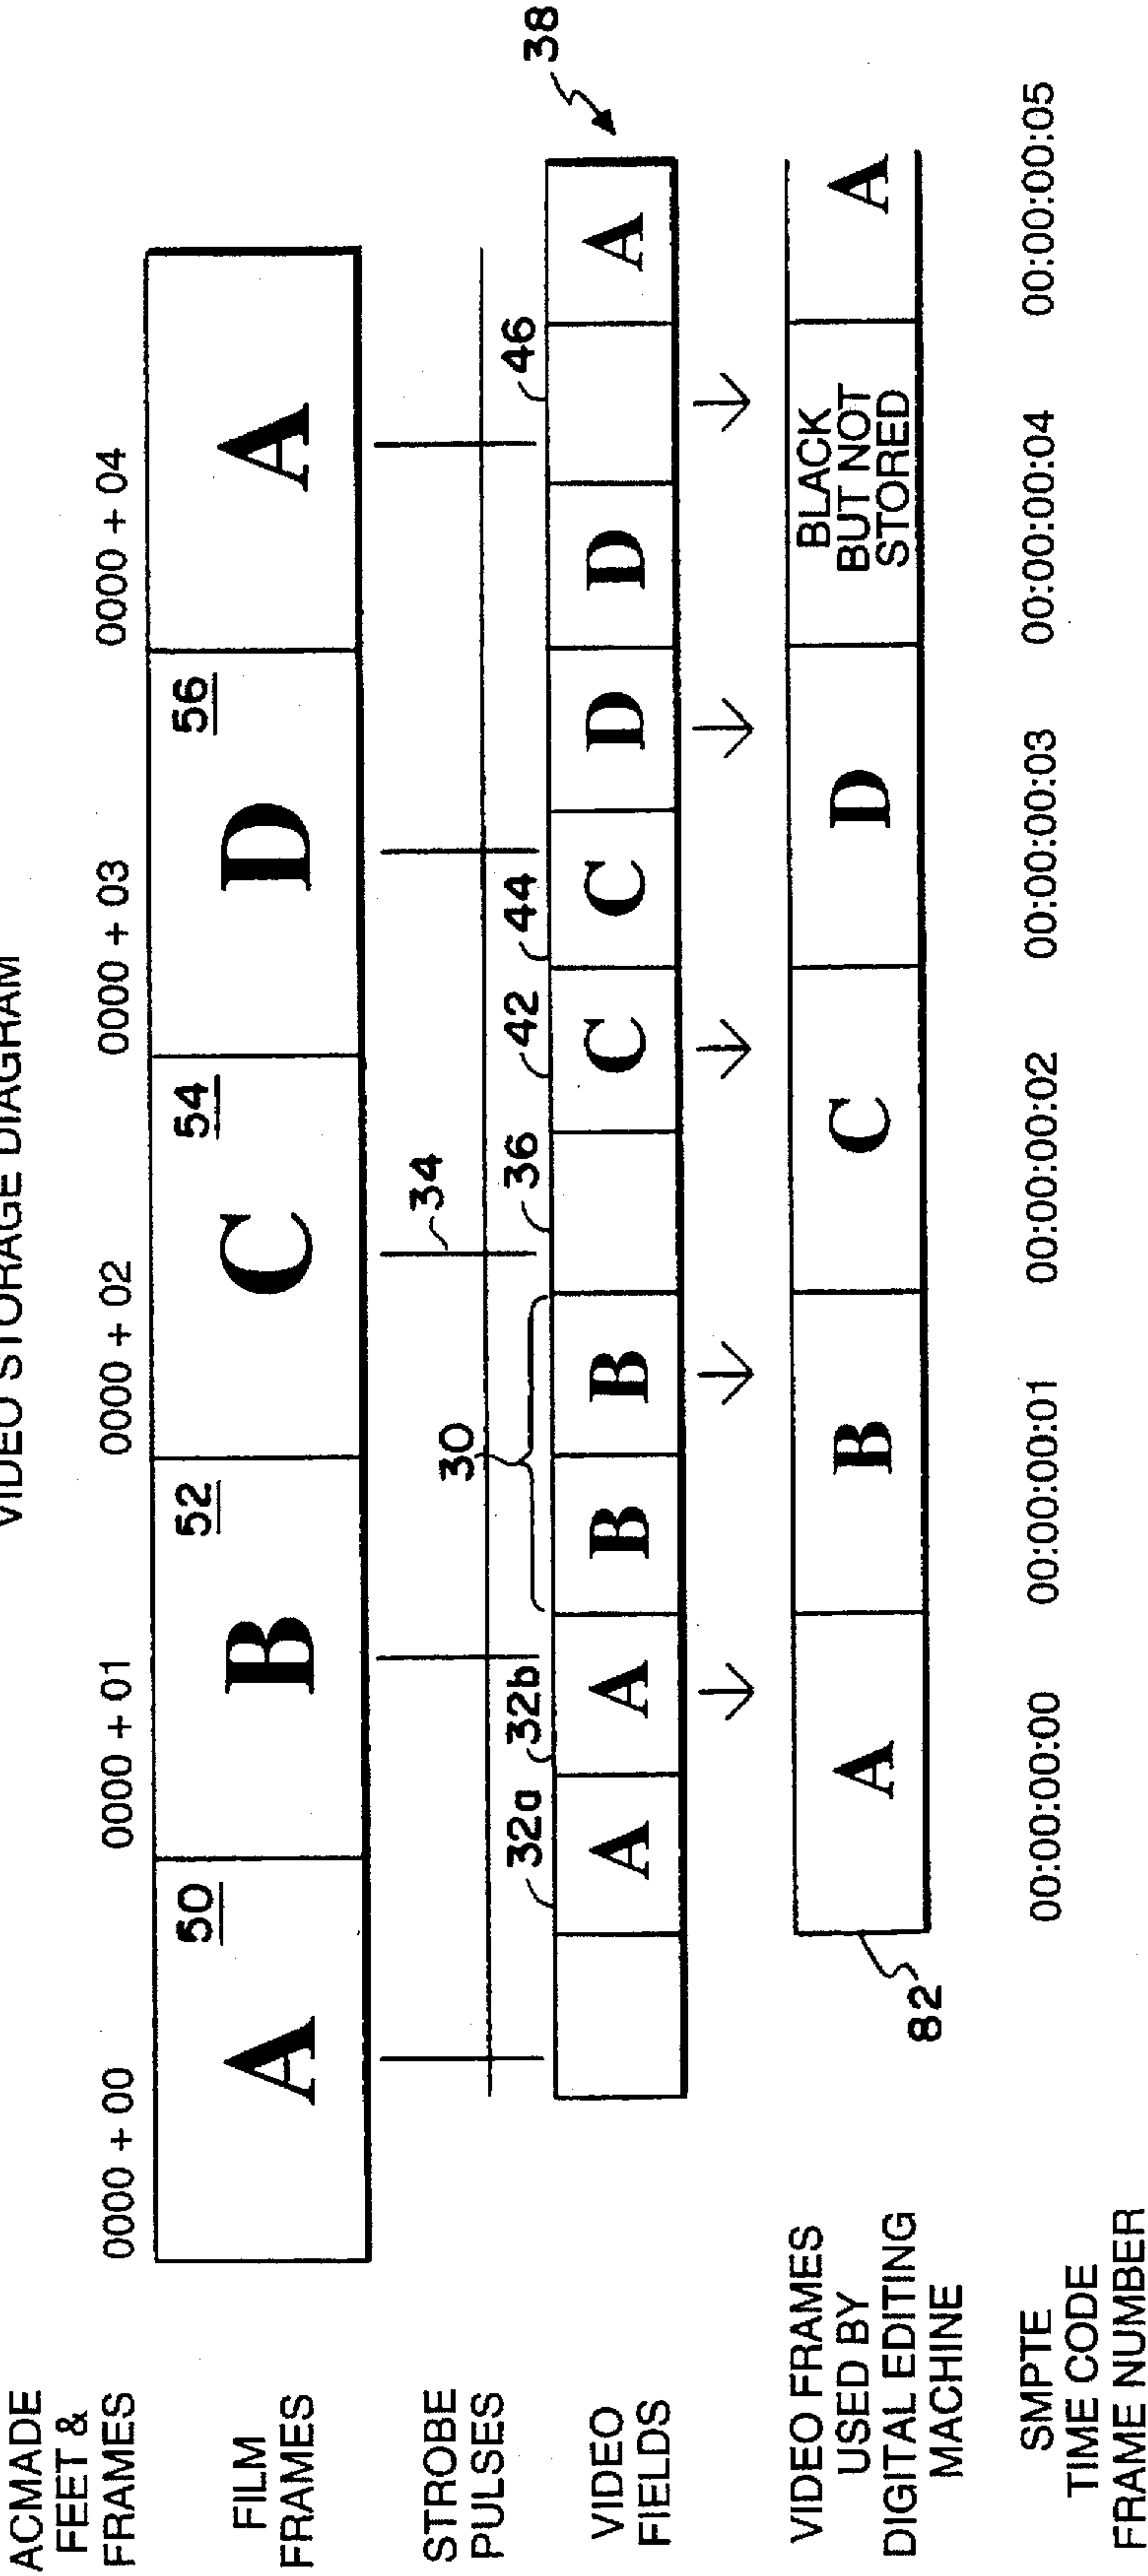 VIDEO STORAGE DIAGRAM
ACMADE FEET & FRAMES
0000 + 00 0000 + 01 0000 + 02 0000 + 03 0000 + 04
FILM FRAMES
50 52 54 56
A B C D A
STROBE PULSES
34
30
32a 32b 36 42 44 46
38
VIDEO FIELDS
A A B B C C D D A
VIDEO FRAMES USED BY DIGITAL EDITING MACHINE
A B C D BLACK BUT NOT STORED A
82
SMPTE TIME CODE FRAME NUMBER
00:00:00:00 00:00:00:01 00:00:00:02 00:00:00:03 00:00:00:04 00:00:00:05